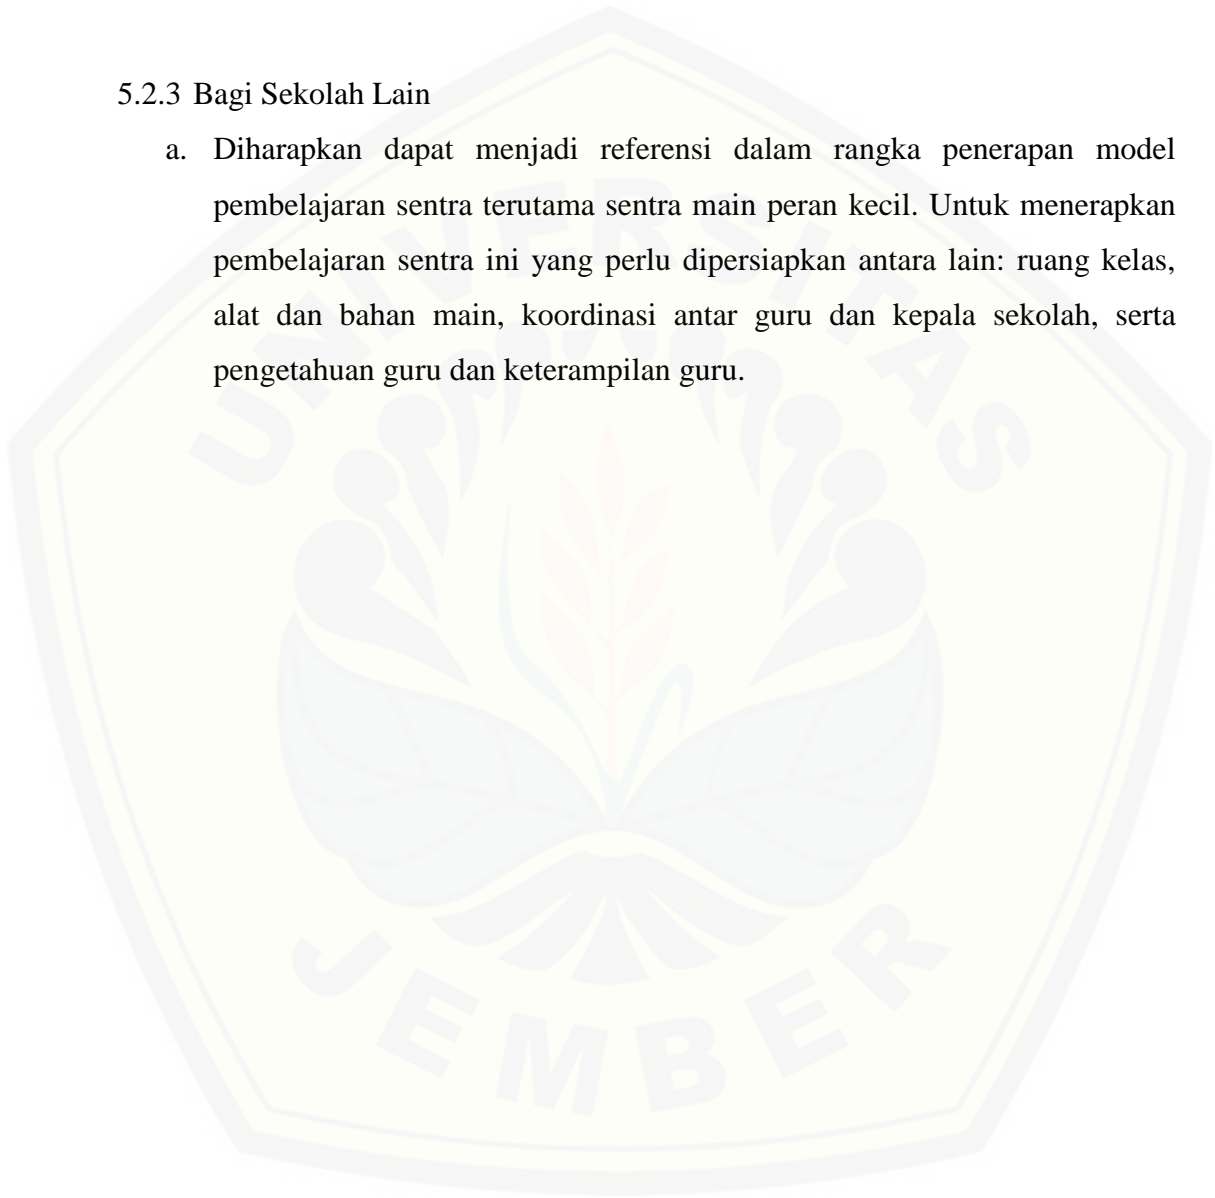 5.2.3 Bagi Sekolah Lain
a. Diharapkan dapat menjadi referensi dalam rangka penerapan model
pembelajaran sentra terutama sentra main peran kecil. Untuk menerapkan
pembelajaran sentra ini yang perlu dipersiapkan antara lain: ruang kelas,
alat dan bahan main, koordinasi antar guru dan kepala sekolah, serta
pengetahuan guru dan keterampilan guru.
UNIVERSITAS
JEMBER